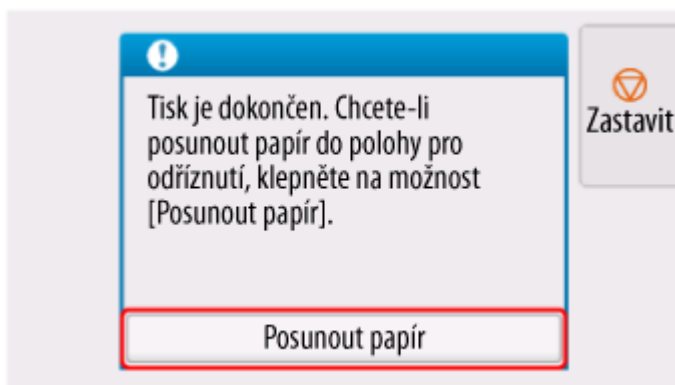 Tisk je dokončen. Chcete-li
posunout papír do polohy pro
odříznutí, klepněte na možnost
[Posunout papír].
Posunout papír
Zastavit